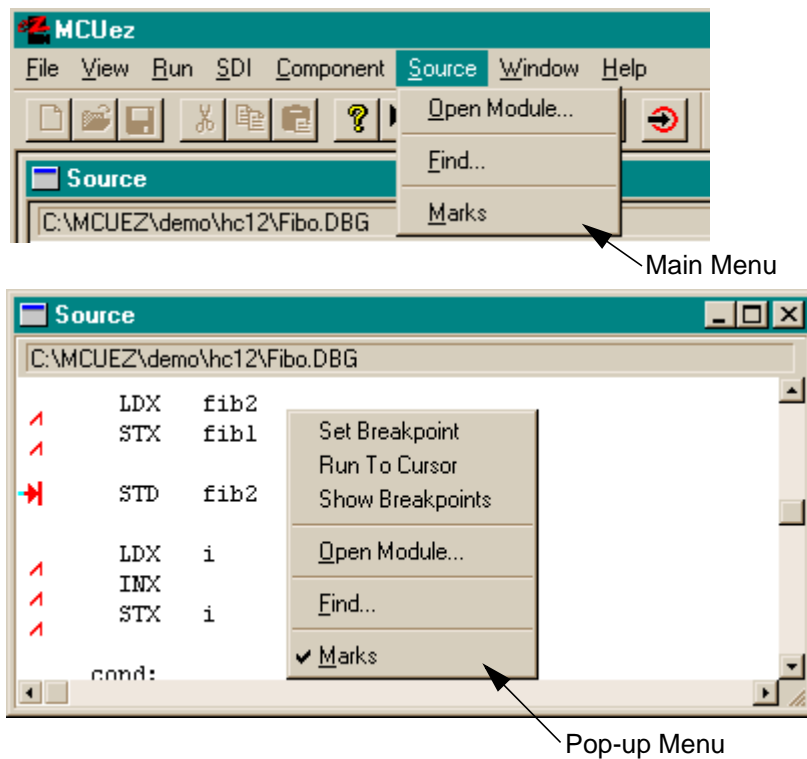 MCUez
File View Run SDI Component Source Window Help
Open Module...
Source
Find...
C:\MCUEZ\demo\hc12\Fibo.DBG
Marks
Main Menu
Source
C:\MCUEZ\demo\hc12\Fibo.DBG
LDX fib2
STX fib1
STD fib2
LDX i
INX
STX i
cond:
Set Breakpoint
Run To Cursor
Show Breakpoints
Open Module...
Find...
Marks
Pop-up Menu